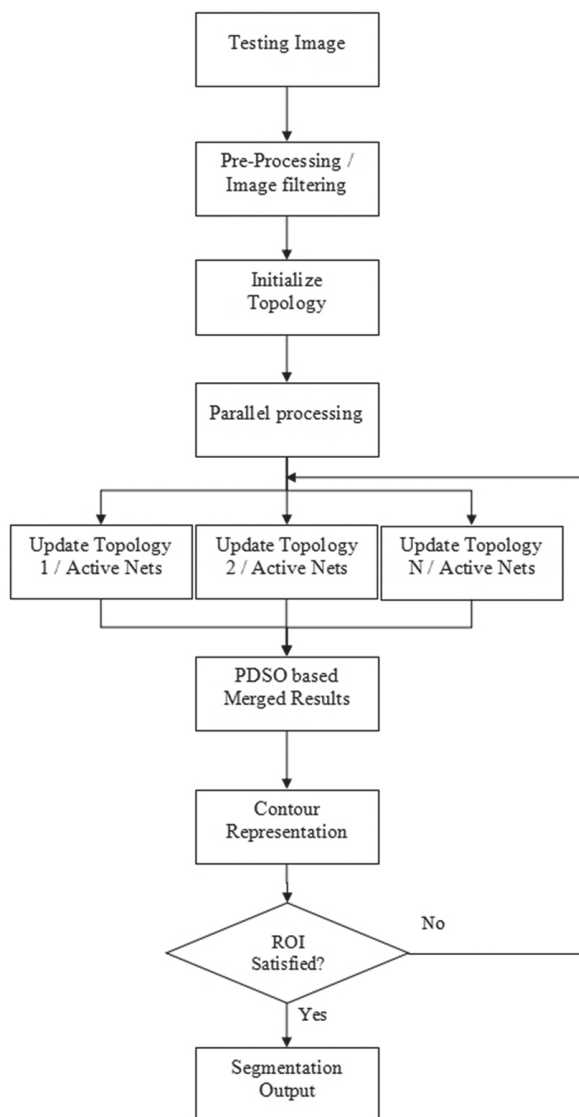 Testing Image
Pre-Processing /
Image filtering
Initialize
Topology
Parallel processing
Update Topology
1 / Active Nets
Update Topology
2 / Active Nets
Update Topology
N / Active Nets
PDSO based
Merged Results
Contour
Representation
ROI
Satisfied?
No
Yes
Segmentation
Output